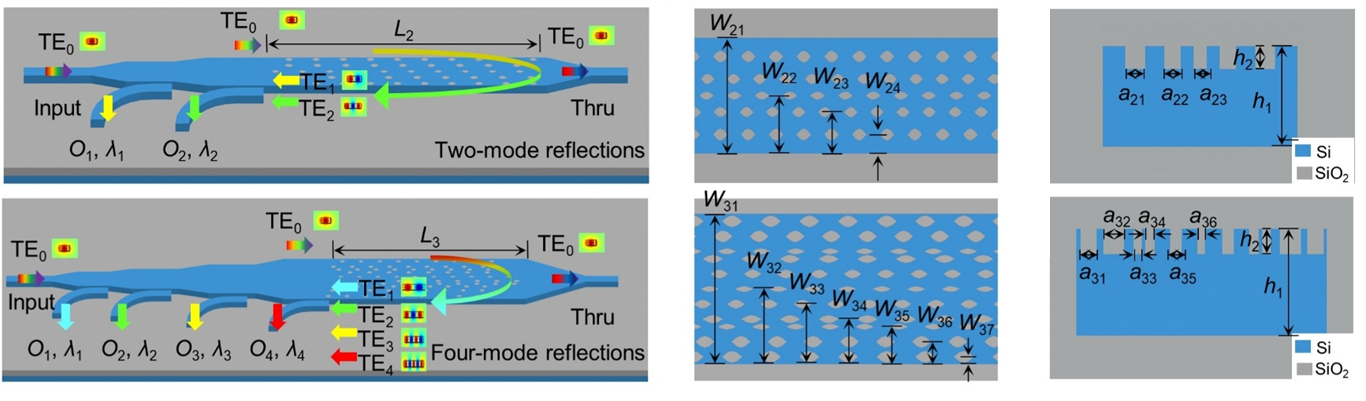 TE₀
L₂
TE₀
TE₀
TE₁
TE₂
Input
Thru
O₁, λ₁
O₂, λ₂
Two-mode reflections
W₂₁
W₂₂
W₂₃
W₂₄
h₂
a₂₁
a₂₂
a₂₃
h₁
Si
SiO₂
TE₀
L₃
TE₀
TE₀
Input
TE₁
TE₂
TE₃
TE₄
Thru
O₁, λ₁
O₂, λ₂
O₃, λ₃
O₄, λ₄
Four-mode reflections
W₃₁
W₃₂
W₃₃
W₃₄
W₃₅
W₃₆
W₃₇
a₃₂
a₃₄
a₃₆
h₂
a₃₁
a₃₃
a₃₅
h₁
Si
SiO₂